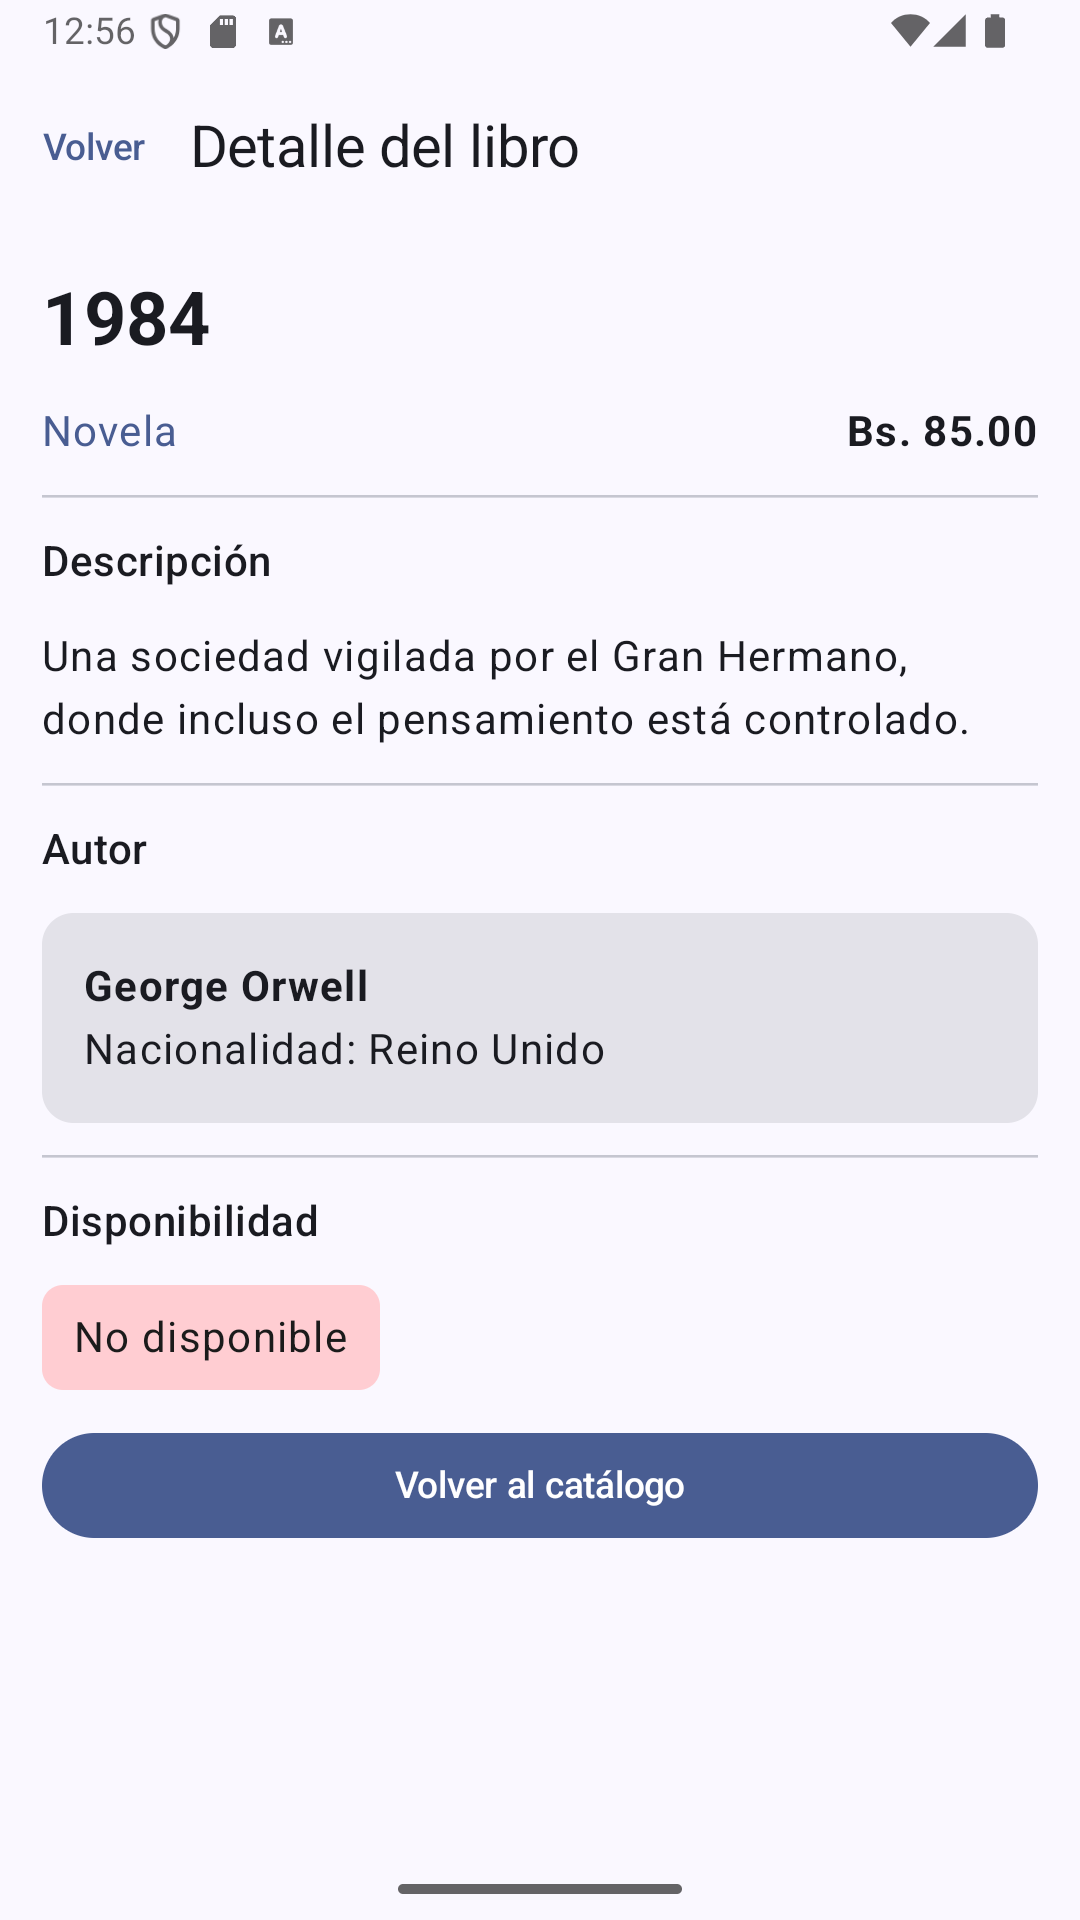 12:56
Volver Detalle del libro
1984
Novela Bs. 85.00
Descripción
Una sociedad vigilada por el Gran Hermano,
donde incluso el pensamiento está controlado.
Autor
George Orwell
Nacionalidad: Reino Unido
Disponibilidad
No disponible
Volver al catálogo